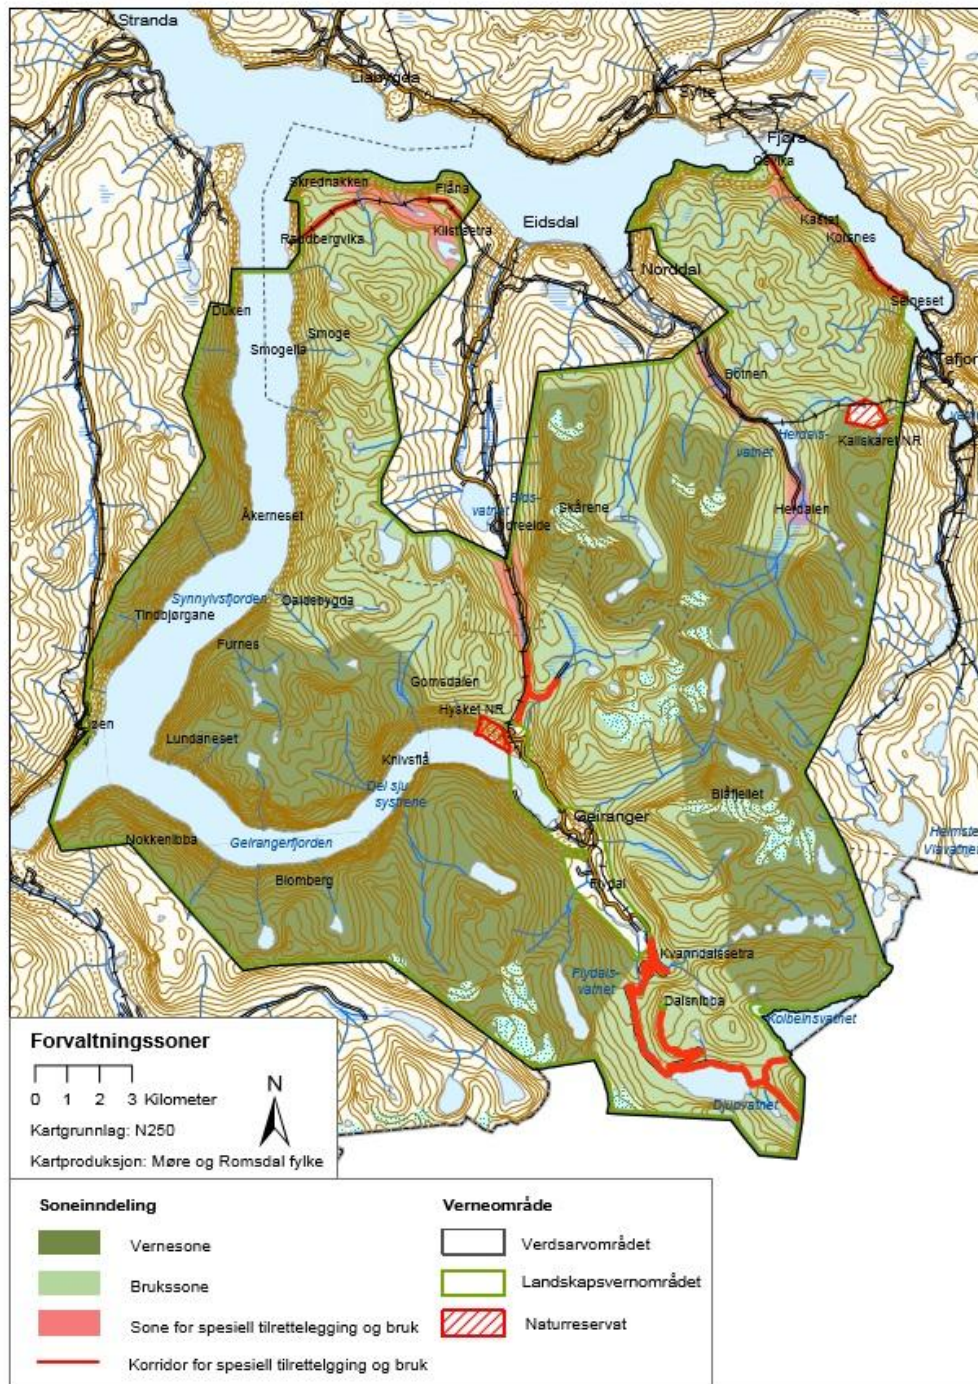 Stranda
Liabygda
Sylte
Fjøra
Skrednakken
Flåna
Eidsdal
Kastet
Raudbergvika
Kilstisetra
Korsnes
Norddal
Selneset
Duken
Smoge
Smogelia
Botnen
Herdals-
vatnet
Kallskaret NR
Eids-
vatnet
Skårene
Herdalen
Åkerneset
Synnylvsfjorden
Tindbjørgane
Furnes
Gomsdalen
Hysket NR
Lundaneset
Knivsflå
Dei sju
systrene
Blåfjellet
Geiranger
Nokkenibba
Geirangerfjorden
Blomberg
Flydal
Kvanndalssetra
Flydals-
vatnet
Dalsnibba
Kolbeinsvatnet
Djupvatnet
Forvaltningssoner
0 1 2 3 Kilometer
N
Kartgrunnlag: N250
Kartproduksjon: Møre og Romsdal fylke
Soneinndeling
Vernesone
Brukssone
Sone for spesiell tilrettelegging og bruk
Korridor for spesiell tilrettelgging og bruk
Verneområde
Verdsarvområdet
Landskapsvernområdet
Naturreservat